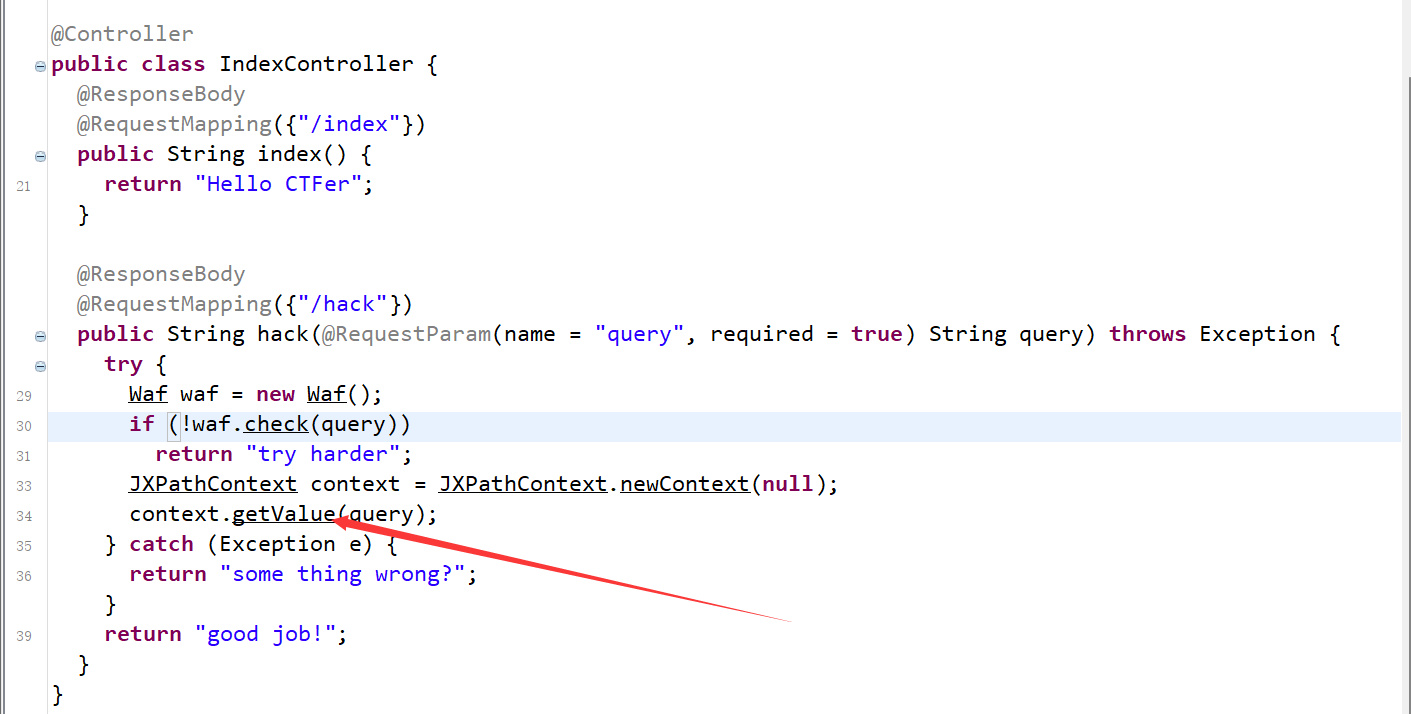 @Controller
public class IndexController {
@ResponseBody
@RequestMapping({"/index"})
public String index() {
21 return "Hello CTFer";
}
@ResponseBody
@RequestMapping({"/hack"})
public String hack(@RequestParam(name = "query", required = true) String query) throws Exception {
try {
29 Waf waf = new Waf();
30 if (!waf.check(query))
31 return "try harder";
33 JXPathContext context = JXPathContext.newContext(null);
34 context.getValue(query);
35 } catch (Exception e) {
36 return "some thing wrong?";
}
39 return "good job!";
}
}